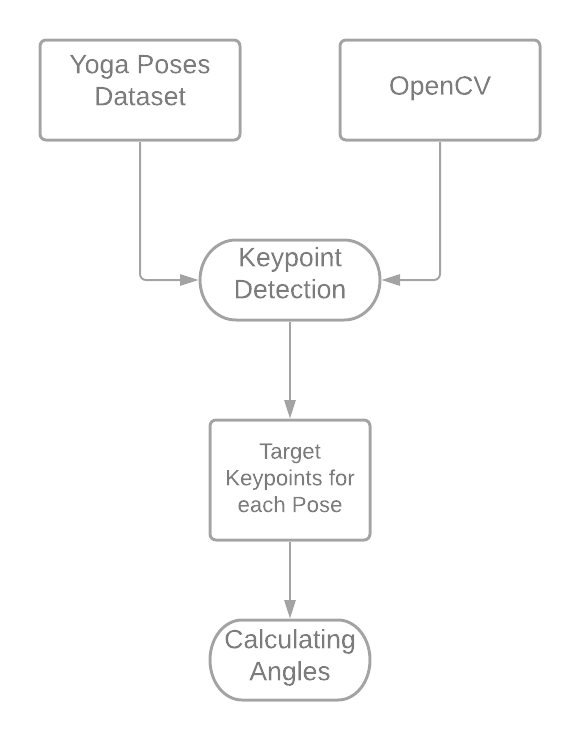 Yoga Poses
Dataset
OpenCV
Keypoint
Detection
Target
Keypoints for
each Pose
Calculating
Angles